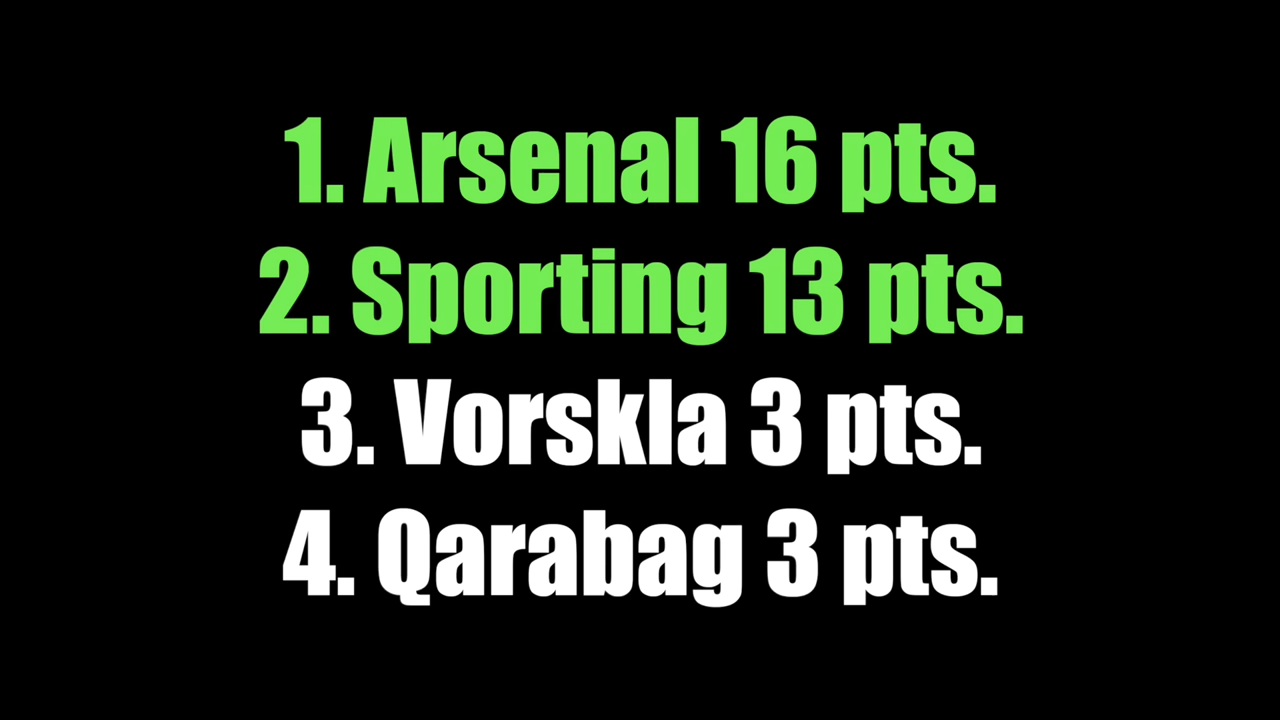 1. Arsenal 16 pts.
2. Sporting 13 pts.
3. Vorskla 3 pts.
4. Qarabag 3 pts.